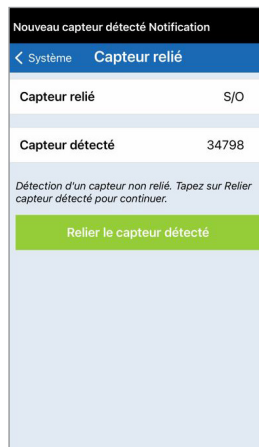 Nouveau capteur détecté Notification
Système Capteur relié
Capteur relié S/O
Capteur détecté 34798
Détection d'un capteur non relié. Tapez sur Relier
capteur détecté pour continuer.
Relier le capteur détecté